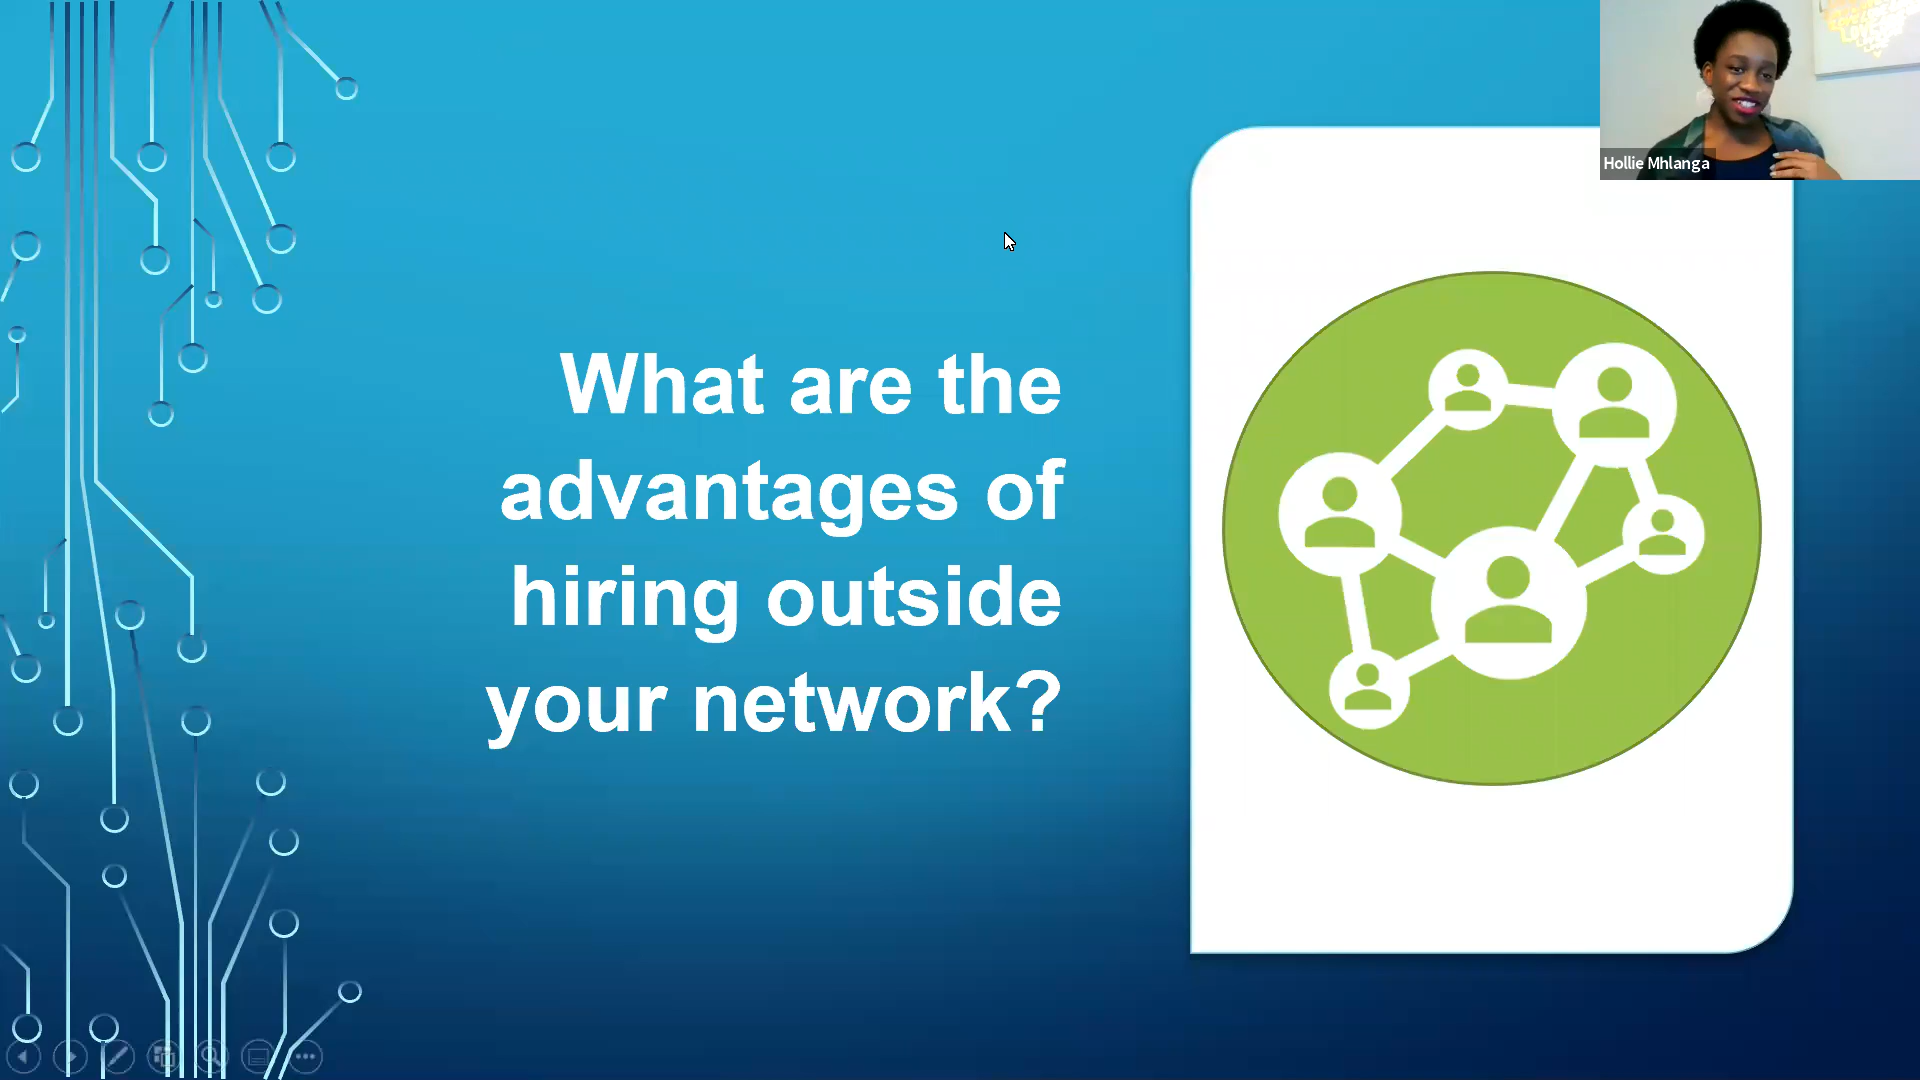 Hollie Mhlanga
What are the
advantages of
hiring outside
your network?